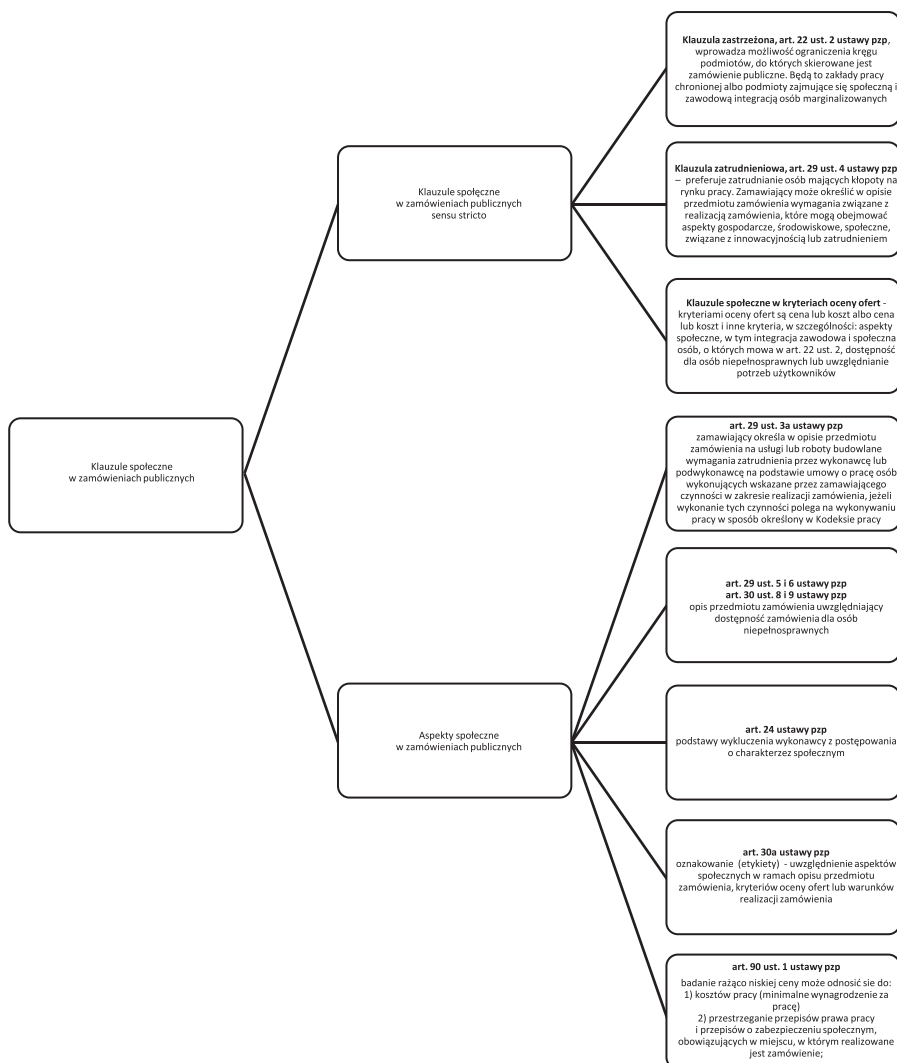 Klauzule społeczne
w zamówieniach publicznych
Klauzule społęczne
w zamówieniach publicznych
sensu stricto
Klauzula zastrzeżona, art. 22 ust. 2 ustawy pzp,
wprowadza możliwość ograniczenia kręgu
podmiotów, do których skierowane jest
zamówienie publiczne. Będą to zakłady pracy
chronionej albo podmioty zajmujące się społeczną i
zawodową integracją osób marginalizowanych
Klauzula zatrudnieniowa, art. 29 ust. 4 ustawy pzp
– preferuje zatrudnianie osób mających kłopoty na
rynku pracy. Zamawiający może określić w opisie
przedmiotu zamówienia wymagania związane z
realizacją zamówienia, które mogą obejmować
aspekty gospodarcze, środowiskowe, społeczne,
związane z innowacyjnością lub zatrudnieniem
Klauzule społeczne w kryteriach oceny ofert -
kryteriami oceny ofert są cena lub koszt albo cena
lub koszt i inne kryteria, w szczególności: aspekty
społeczne, w tym integracja zawodowa i społeczna
osób, o których mowa w art. 22 ust. 2, dostępność
dla osób niepełnosprawnych lub uwzględnianie
potrzeb użytkowników
Aspekty społeczne
w zamówieniach publicznych
art. 29 ust. 3a ustawy pzp
zamawiający określa w opisie przedmiotu
zamówienia na usługi lub roboty budowlane
wymagania zatrudnienia przez wykonawcę lub
podwykonawcę na podstawie umowy o pracę osób
wykonujących wskazane przez zamawiającego
czynności w zakresie realizacji zamówienia, jeżeli
wykonanie tych czynności polega na wykonywaniu
pracy w sposób określony w Kodeksie pracy
art. 29 ust. 5 i 6 ustawy pzp
art. 30 ust. 8 i 9 ustawy pzp
opis przedmiotu zamówienia uwzględniający
dostępność zamówienia dla osób
niepełnosprawnych
art. 24 ustawy pzp
podstawy wykluczenia wykonawcy z postępowania
o charakterzez społecznym
art. 30a ustawy pzp
oznakowanie (etykiety) - uwzględnienie aspektów
społecznych w ramach opisu przedmiotu
zamówienia, kryteriów oceny ofert lub warunków
realizacji zamówienia
art. 90 ust. 1 ustawy pzp
badanie rażąco niskiej ceny może odnosić sie do:
1) kosztów pracy (minimalne wynagrodzenie za
pracę)
2) przestrzeganie przepisów prawa pracy
i przepisów o zabezpieczeniu społecznym,
obowiązujących w miejscu, w którym realizowane
jest zamówienie;